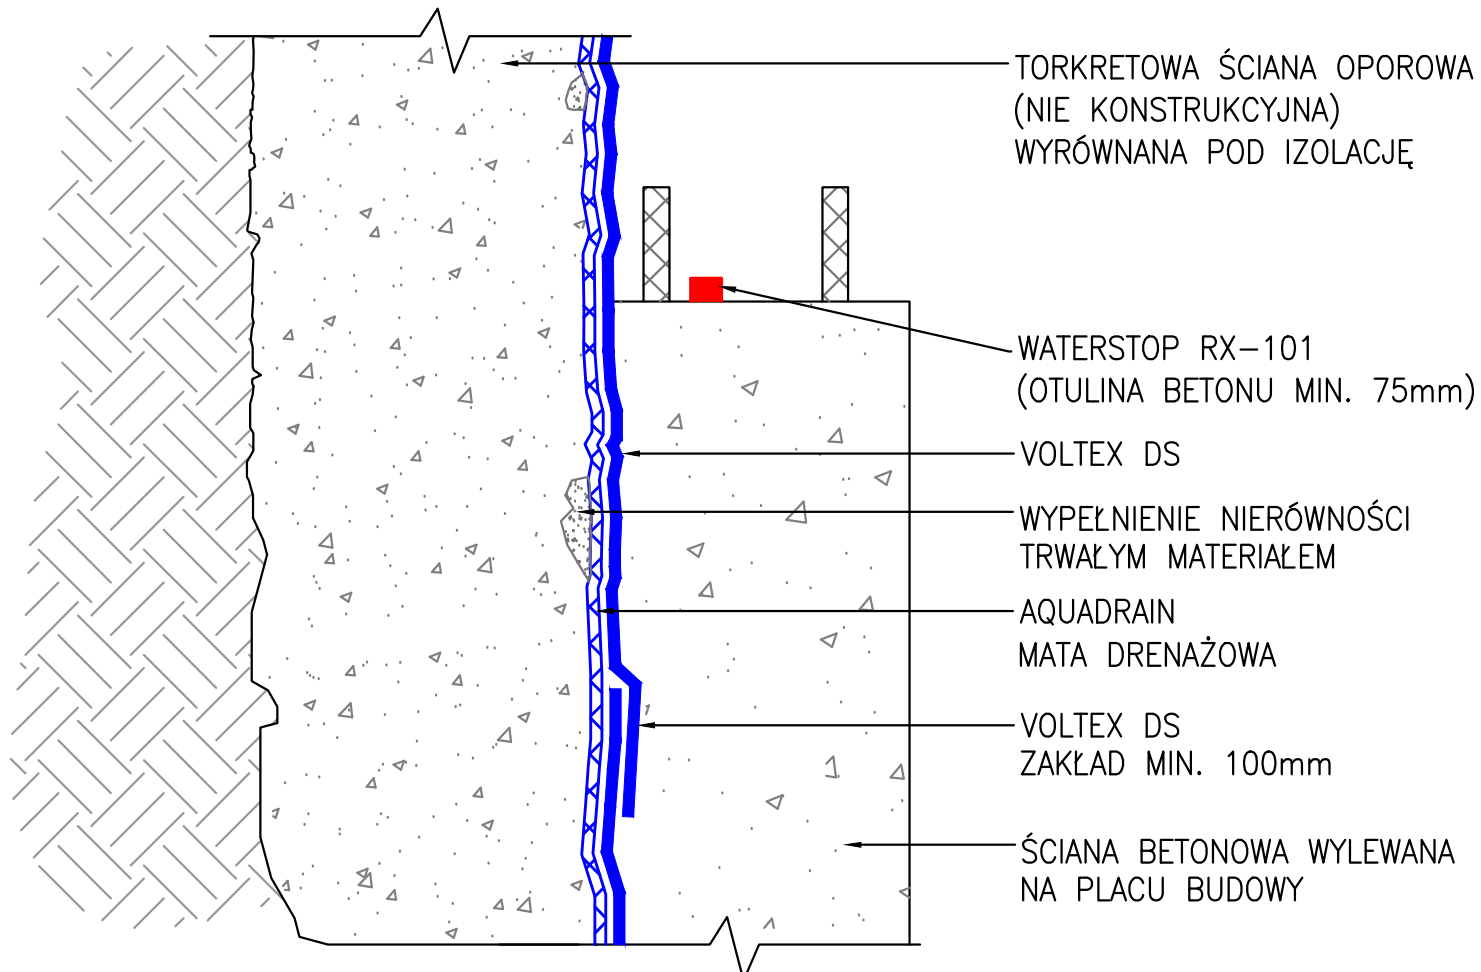 TORKRETOWA ŚCIANA OPOROWA
(NIE KONSTRUKCYJNA)
WYRÓWNANA POD IZOLACJĘ
WATERSTOP RX-101
(OTULINA BETONU MIN. 75mm)
VOLTEX DS
WYPEŁNIENIE NIERÓWNOŚCI
TRWAŁYM MATERIAŁEM
AQUADRAIN
MATA DRENAŻOWA
VOLTEX DS
ZAKŁAD MIN. 100mm
ŚCIANA BETONOWA WYLEWANA
NA PLACU BUDOWY